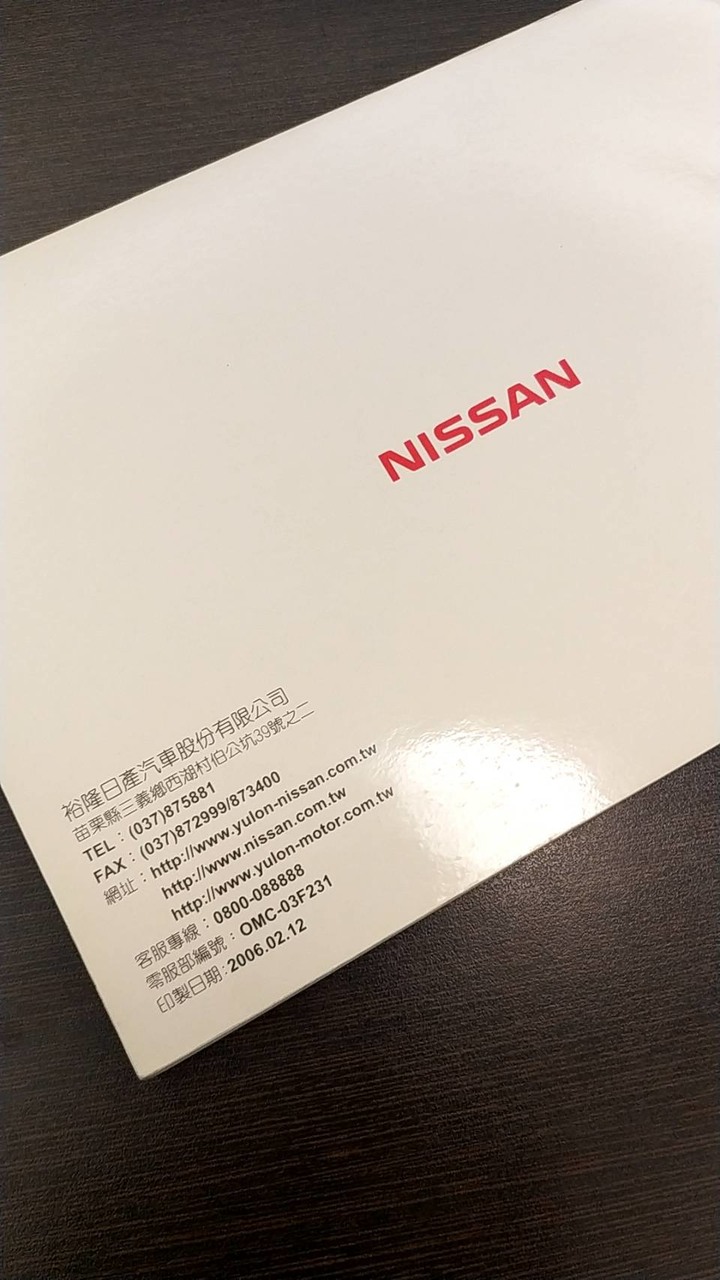 NISSAN
裕隆日產汽車股份有限公司
苗栗縣三義鄉西湖村伯公坑39號之二
TEL：(037)875881
FAX：(037)872999/873400
網址：http://www.yulon-nissan.com.tw
http://www.nissan.com.tw
http://www.yulon-motor.com.tw
客服專線：0800-088888
零服部編號：OMC-03F231
印製日期：2006.02.12